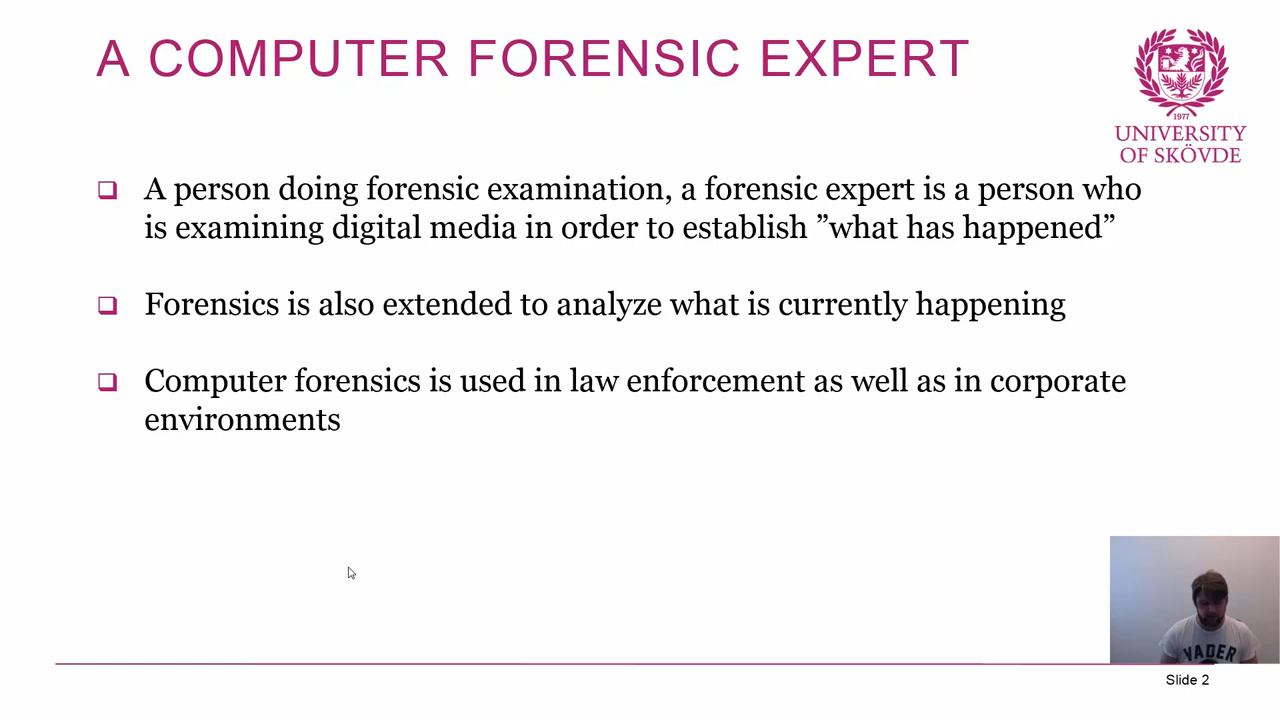 A COMPUTER FORENSIC EXPERT
1977
UNIVERSITY
OF SKÖVDE
A person doing forensic examination, a forensic expert is a person who
is examining digital media in order to establish ”what has happened”
Forensics is also extended to analyze what is currently happening
Computer forensics is used in law enforcement as well as in corporate
environments
VADER
Slide 2